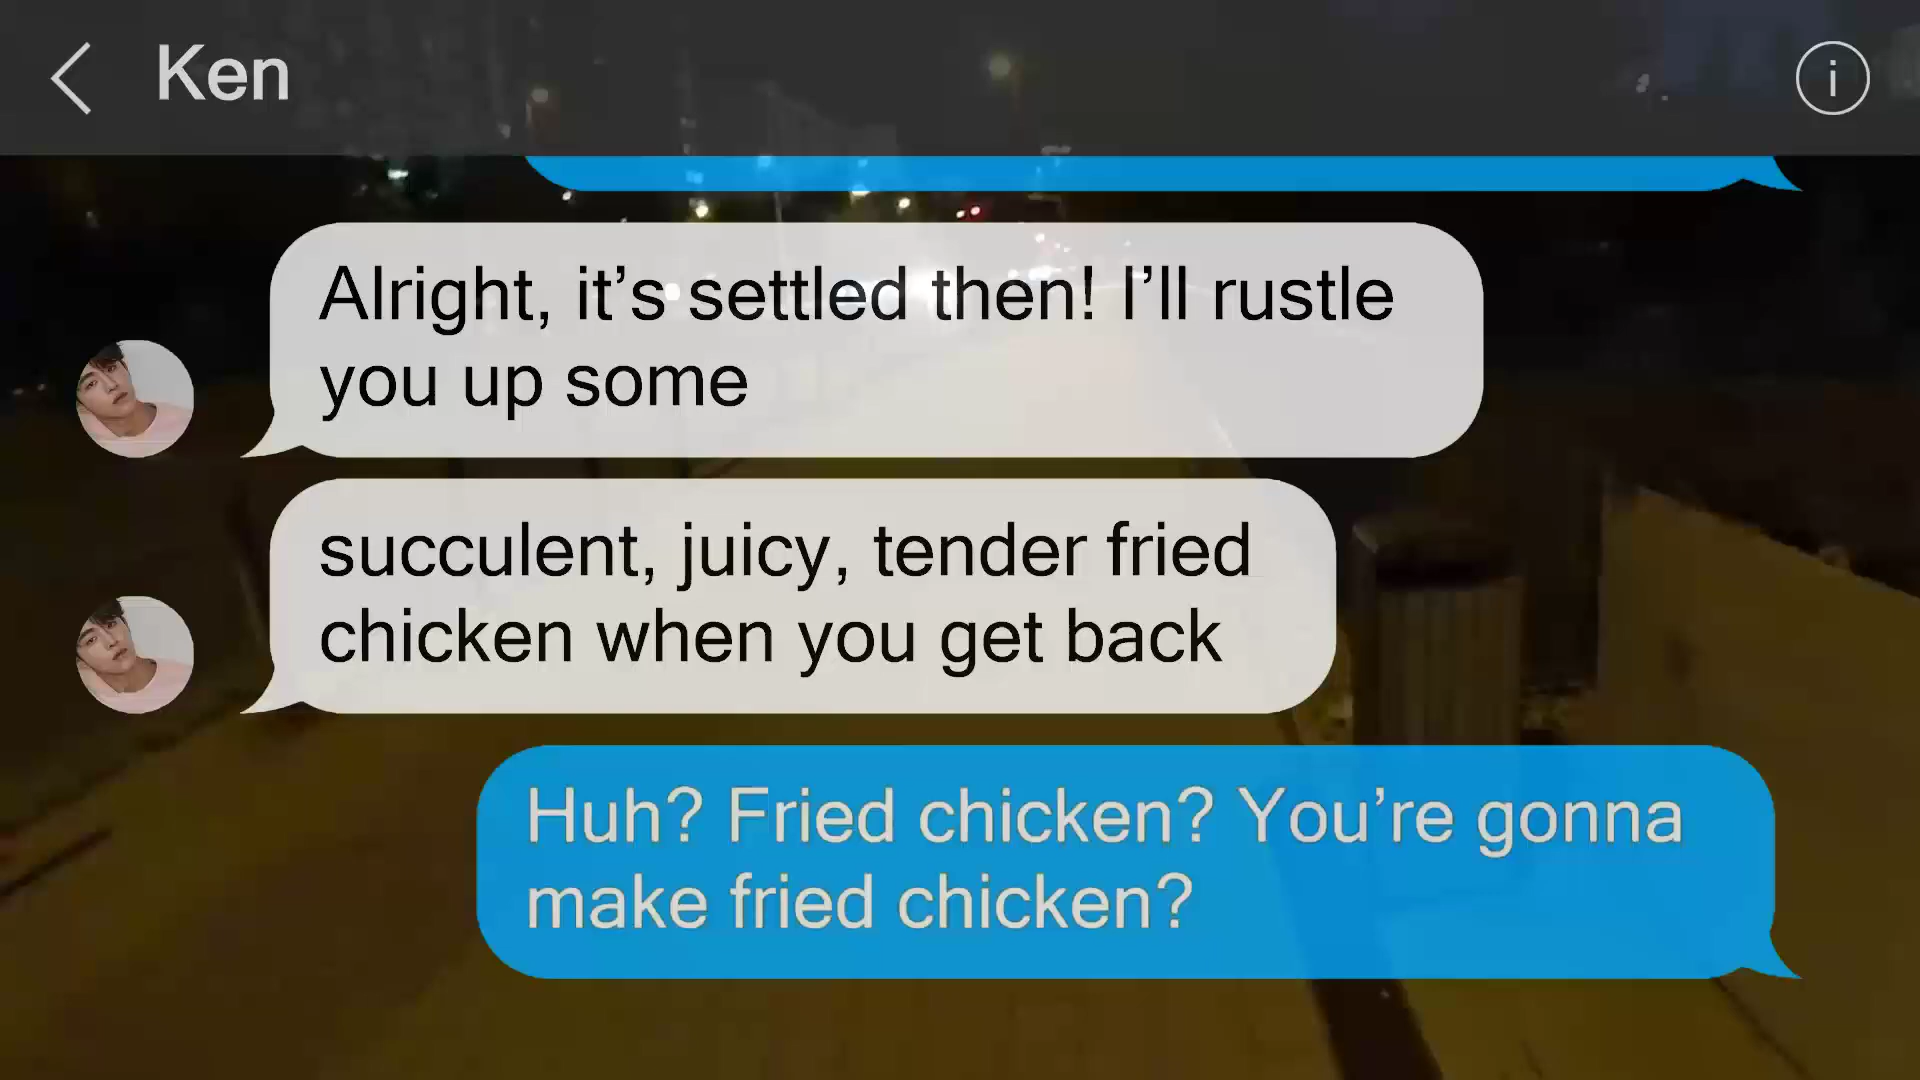 Ken
Alright, it’s settled then! I’ll rustle
you up some
succulent, juicy, tender fried
chicken when you get back
Huh? Fried chicken? You’re gonna
make fried chicken?